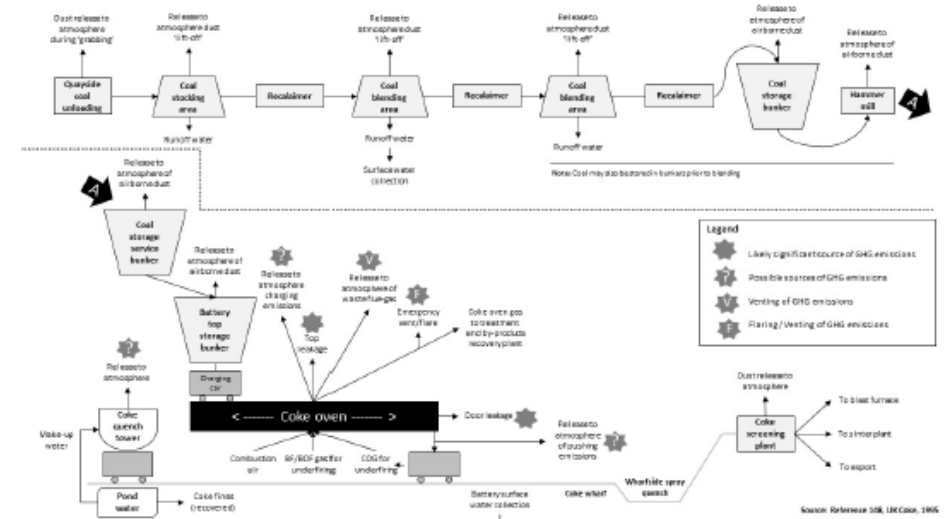 Dust release to
atmosphere
during 'grabbing'
Release to
atmosphere dust
'lift-off'
Release to
atmosphere dust
'lift-off'
Release to
atmosphere dust
'lift-off'
Release to
atmosphere of
airborne dust
Release to
atmosphere of
airborne dust
Quayside
coal
unloading
Coal
stocking
area
Recalaimer
Coal
blending
area
Recalaimer
Coal
blending
area
Recalaimer
Coal
storage
bunker
Hammer
mill
A
Runoff water
Runoff water
Surface water
collection
Runoff water
Note: Coal may also be stored in bunkers prior to blending
Release to
atmosphere of
airborne dust
A
Coal
storage
service
bunker
Release to
atmosphere of
airborne dust
Battery
top
storage
bunker
Charging
car
?
Release to
atmosphere
charging
emissions
Top
leakage
V
Release to
atmosphere of
waste flue-gas
F
Emergency
vent/flare
Coke oven gas
to treatment
and by-products
recovery plant
Legend
Likely significant source of GHG emissions
? Possible sources of GHG emissions
V Venting of GHG emissions
F Flaring / Venting of GHG emissions
?
Release to
atmosphere
Coke
quench
tower
Make-up
water
Pond
water
Coke fines
(recovered)
< ------- Coke oven ------- >
Combustion
air
BF/BOF gas for
underfiring
COG for
underfiring
Door leakage
Release to
atmosphere
of pushing
emissions
?
Battery surface
water collection
Coke wharf
Wharfside spray
quench
Dust release to
atmosphere
Coke
screening
plant
To blast furnace
To sinter plant
To export
Source: Reference 148, UK Coke, 1995